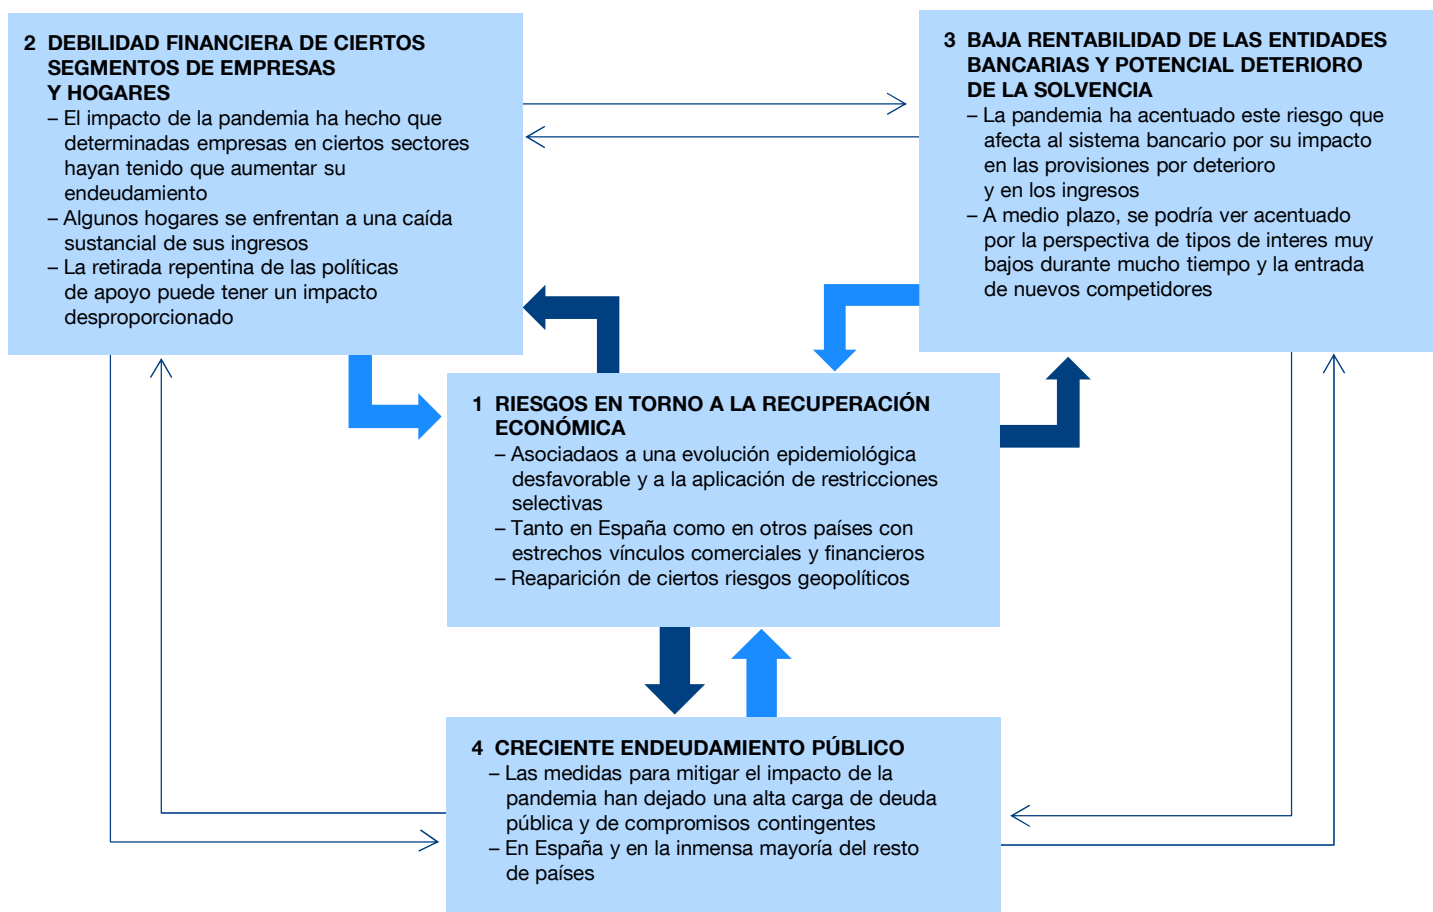 2 DEBILIDAD FINANCIERA DE CIERTOS
SEGMENTOS DE EMPRESAS
Y HOGARES
– El impacto de la pandemia ha hecho que
determinadas empresas en ciertos sectores
hayan tenido que aumentar su
endeudamiento
– Algunos hogares se enfrentan a una caída
sustancial de sus ingresos
– La retirada repentina de las políticas
de apoyo puede tener un impacto
desproporcionado
3 BAJA RENTABILIDAD DE LAS ENTIDADES
BANCARIAS Y POTENCIAL DETERIORO
DE LA SOLVENCIA
– La pandemia ha acentuado este riesgo que
afecta al sistema bancario por su impacto
en las provisiones por deterioro
y en los ingresos
– A medio plazo, se podría ver acentuado
por la perspectiva de tipos de interes muy
bajos durante mucho tiempo y la entrada
de nuevos competidores
1 RIESGOS EN TORNO A LA RECUPERACIÓN
ECONÓMICA
– Asociadaos a una evolución epidemiológica
desfavorable y a la aplicación de restricciones
selectivas
– Tanto en España como en otros países con
estrechos vínculos comerciales y financieros
– Reaparición de ciertos riesgos geopolíticos
4 CRECIENTE ENDEUDAMIENTO PÚBLICO
– Las medidas para mitigar el impacto de la
pandemia han dejado una alta carga de deuda
pública y de compromisos contingentes
– En España y en la inmensa mayoría del resto
de países